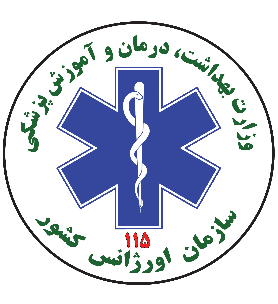 وزارت بهداشت، درمان و آموزش پزشکی
۱۱۵
سازمان اورژانس کشور